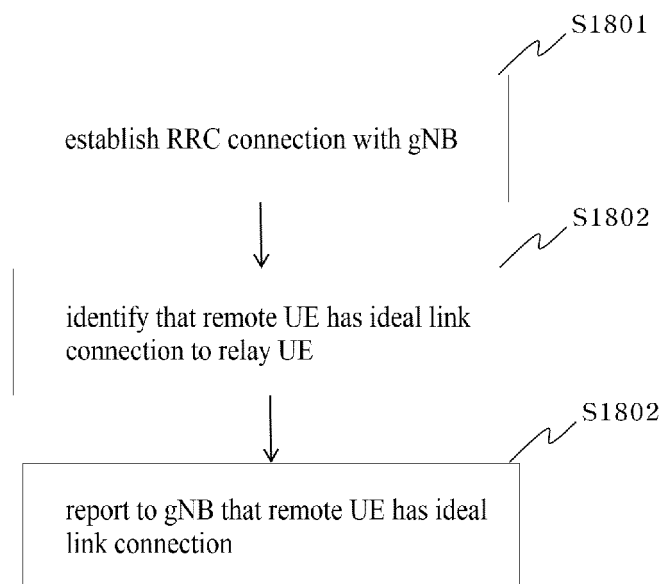 S1801
establish RRC connection with gNB
S1802
identify that remote UE has ideal link
connection to relay UE
S1802
report to gNB that remote UE has ideal
link connection